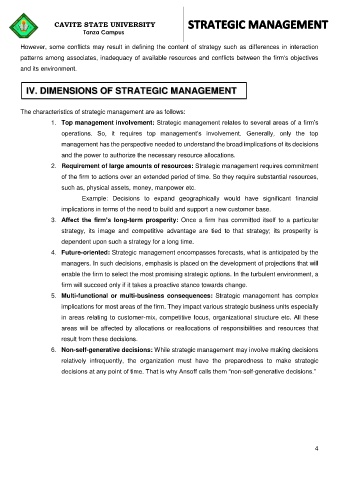 CAVITE STATE UNIVERSITY
Tanza Campus
STRATEGIC MANAGEMENT
However, some conflicts may result in defining the content of strategy such as differences in interaction
patterns among associates, inadequacy of available resources and conflicts between the firm's objectives
and its environment.
IV. DIMENSIONS OF STRATEGIC MANAGEMENT
The characteristics of strategic management are as follows:
1. Top management involvement: Strategic management relates to several areas of a firm's
operations. So, it requires top management's involvement. Generally, only the top
management has the perspective needed to understand the broad implications of its decisions
and the power to authorize the necessary resource allocations.
2. Requirement of large amounts of resources: Strategic management requires commitment
of the firm to actions over an extended period of time. So they require substantial resources,
such as, physical assets, money, manpower etc.
Example: Decisions to expand geographically would have significant financial
implications in terms of the need to build and support a new customer base.
3. Affect the firm's long-term prosperity: Once a firm has committed itself to a particular
strategy, its image and competitive advantage are tied to that strategy; its prosperity is
dependent upon such a strategy for a long time.
4. Future-oriented: Strategic management encompasses forecasts, what is anticipated by the
managers. In such decisions, emphasis is placed on the development of projections that will
enable the firm to select the most promising strategic options. In the turbulent environment, a
firm will succeed only if it takes a proactive stance towards change.
5. Multi-functional or multi-business consequences: Strategic management has complex
implications for most areas of the firm. They impact various strategic business units especially
in areas relating to customer-mix, competitive focus, organizational structure etc. All these
areas will be affected by allocations or reallocations of responsibilities and resources that
result from these decisions.
6. Non-self-generative decisions: While strategic management may involve making decisions
relatively infrequently, the organization must have the preparedness to make strategic
decisions at any point of time. That is why Ansoff calls them "non-self-generative decisions."
4